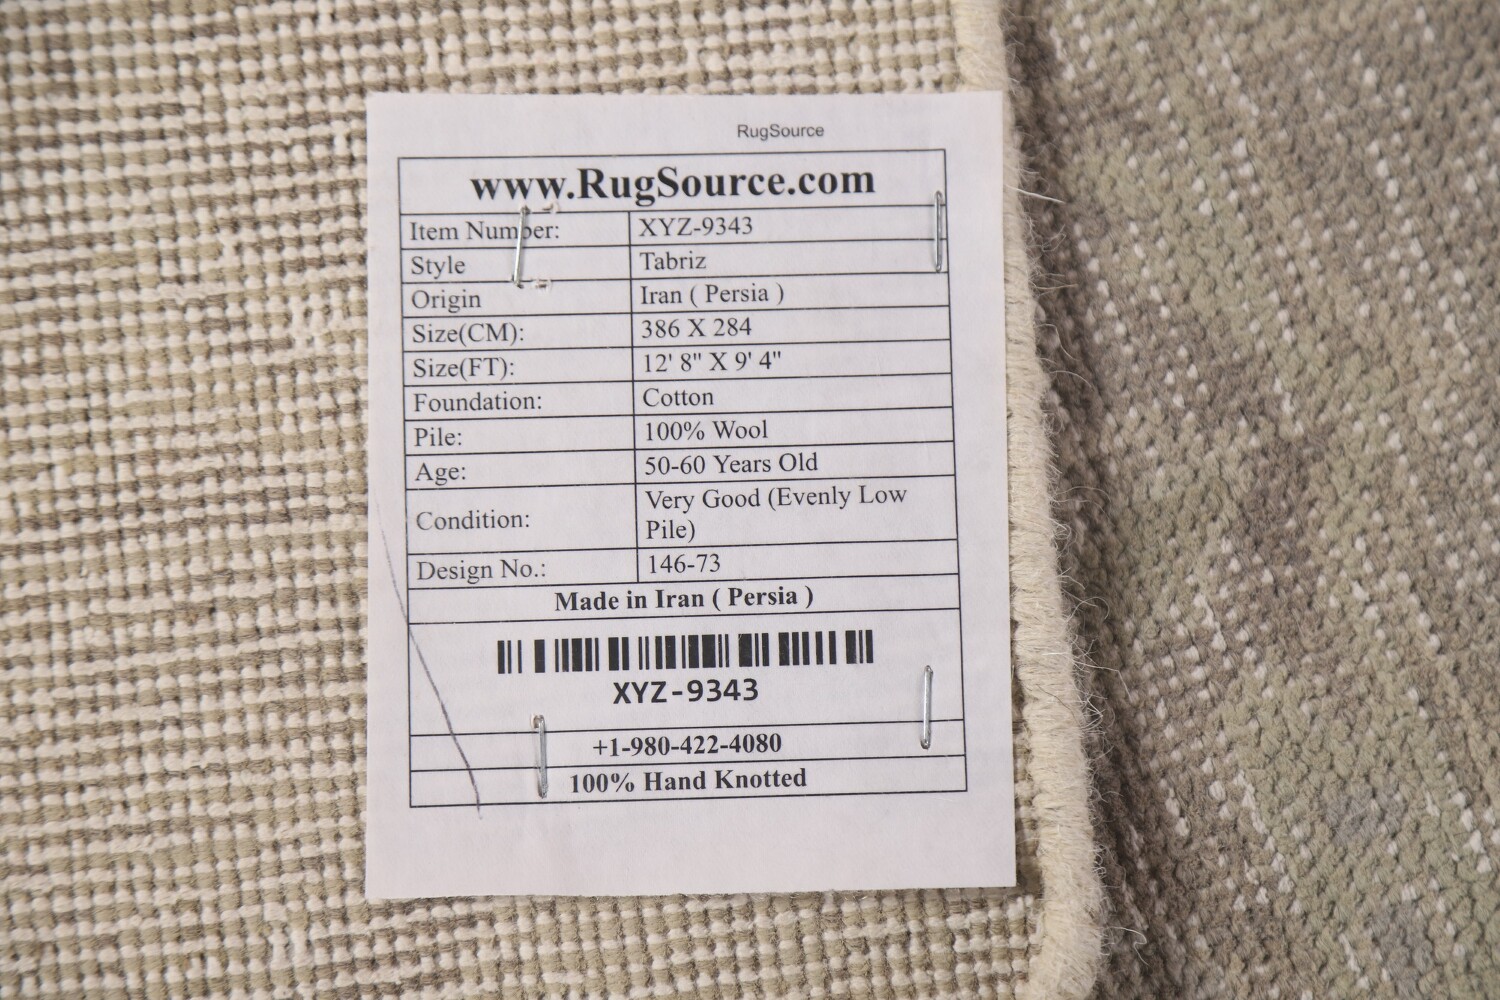 RugSource
www.RugSource.com
Item Number: XYZ-9343
Style Tabriz
Origin Iran ( Persia )
Size(CM): 386 X 284
Size(FT): 12' 8" X 9' 4"
Foundation: Cotton
Pile: 100% Wool
Age: 50-60 Years Old
Condition: Very Good (Evenly Low
Pile)
Design No.: 146-73
Made in Iran ( Persia )
XYZ-9343
+1-980-422-4080
100% Hand Knotted